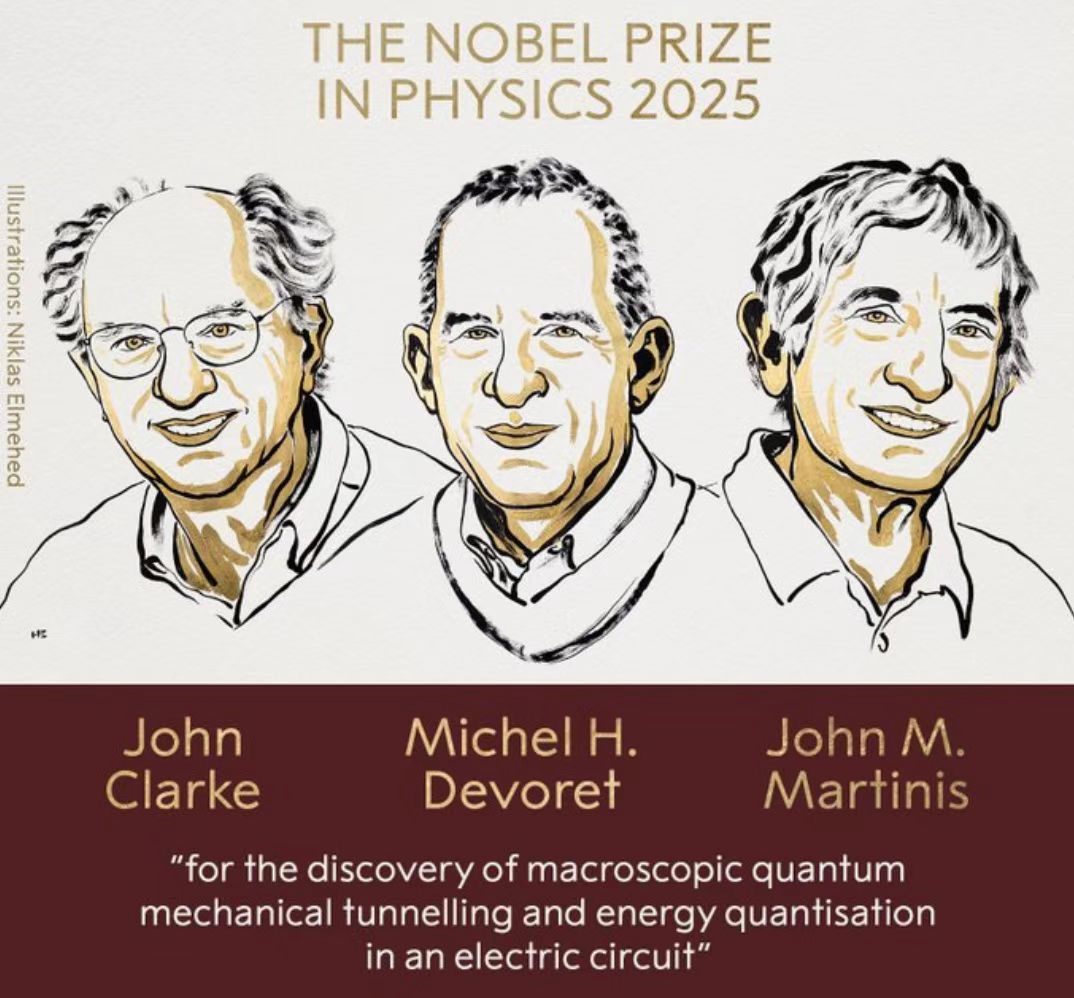 THE NOBEL PRIZE
IN PHYSICS 2025
Illustrations: Niklas Elmehed
John
Clarke
Michel H.
Devoret
John M.
Martinis
"for the discovery of macroscopic quantum
mechanical tunnelling and energy quantisation
in an electric circuit"